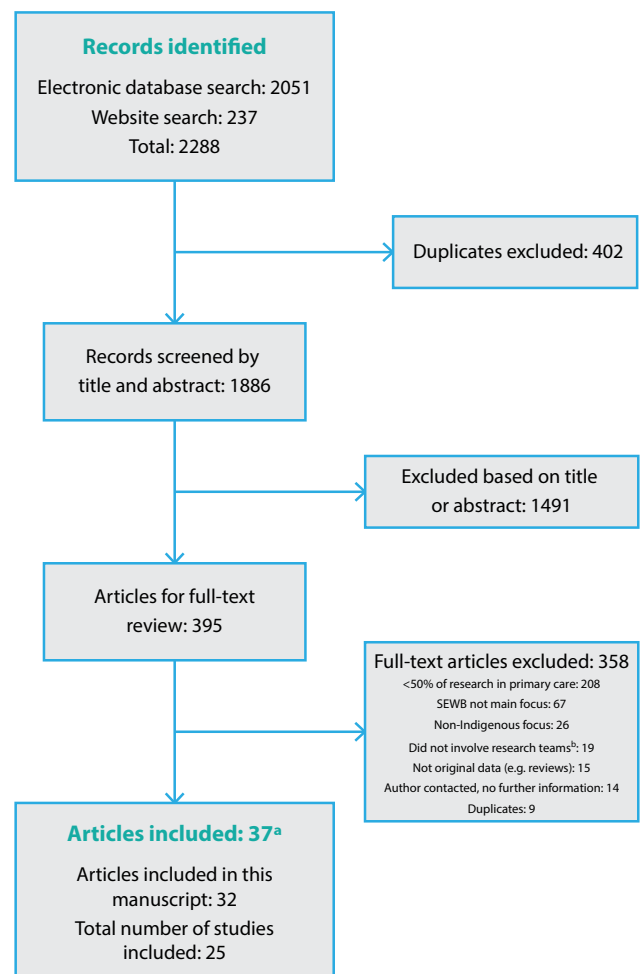 Records identified
Electronic database search: 2051
Website search: 237
Total: 2288
Duplicates excluded: 402
Records screened by
title and abstract: 1886
Excluded based on title
or abstract: 1491
Articles for full-text
review: 395
Full-text articles excluded: 358
<50% of research in primary care: 208
SEWB not main focus: 67
Non-Indigenous focus: 26
Did not involve research teamsᵇ: 19
Not original data (e.g. reviews): 15
Author contacted, no further information: 14
Duplicates: 9
Articles included: 37ᵃ
Articles included in this
manuscript: 32
Total number of studies
included: 25